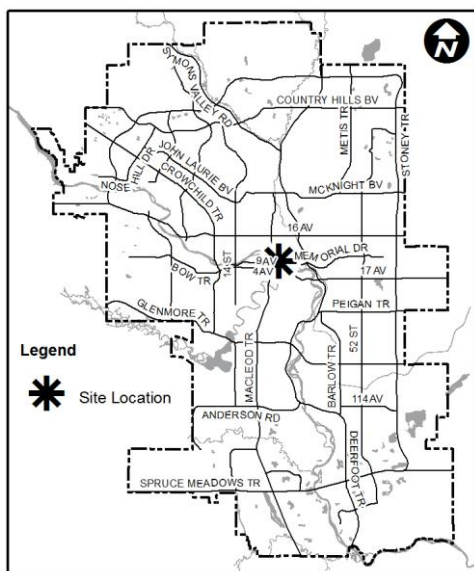 N
SYMONS VALLEY RD
COUNTRY HILLS BV
METIS TR
STONEY TR
JOHN LAURIE BV
NOSE HILL DR
CROWCHILD TR
MCKNIGHT BV
16 AV
14 ST
9 AV
MEMORIAL DR
4 AV
17 AV
BOW TR
PEIGAN TR
GLENMORE TR
52 ST
Legend
MACLEOD TR
BARLOW TR
Site Location
114 AV
ANDERSON RD
DEERFOOT TR
SPRUCE MEADOWS TR